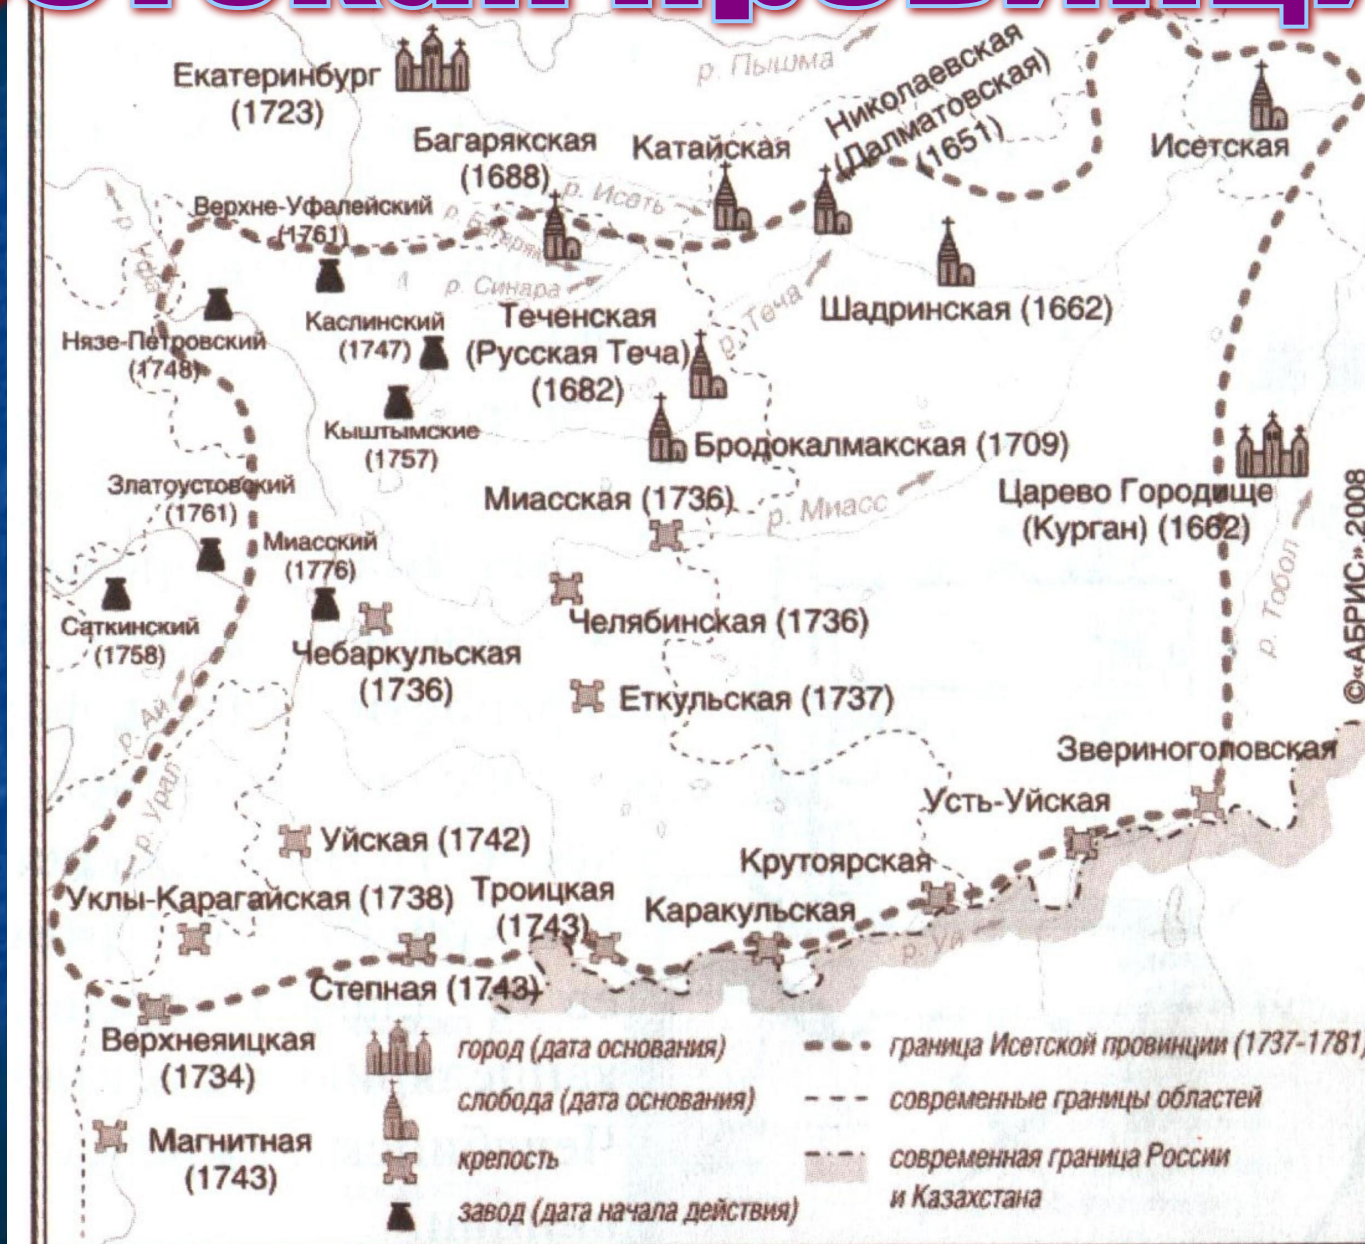 Екатеринбург
(1723)
р. Пышма
Николаевская
(Далматовская)
(1651)
Багарякская
(1688)
Катайская
Исетская
р. Исеть
Верхне-Уфалейский
(1761)
р. Багаряк
р. Уфа
р. Синара
Нязе-Петровский
(1748)
Каслинский
(1747)
Теченская
(Русская Теча)
(1682)
р. Теча
Шадринская (1662)
Кыштымские
(1757)
Бродокалмакская (1709)
Златоустовский
(1761)
Миасская (1736)
р. Миасс
Царево Городище
(Курган) (1662)
Миасский
(1776)
Саткинский
(1758)
Чебаркульская
(1736)
Челябинская (1736)
р. Тобол
©«АБРИС»,2008
Еткульская (1737)
р. Ай
р. Урал
Звериноголовская
Усть-Уйская
Уйская (1742)
Крутоярская
Уклы-Карагайская (1738)
Троицкая
(1743)
Каракульская
р. Уй
Степная (1743)
Верхнеяицкая
(1734)
Магнитная
(1743)
город (дата основания)
слобода (дата основания)
крепость
завод (дата начала действия)
граница Исетской провинции (1737-1781)
современные границы областей
современная граница России
и Казахстана